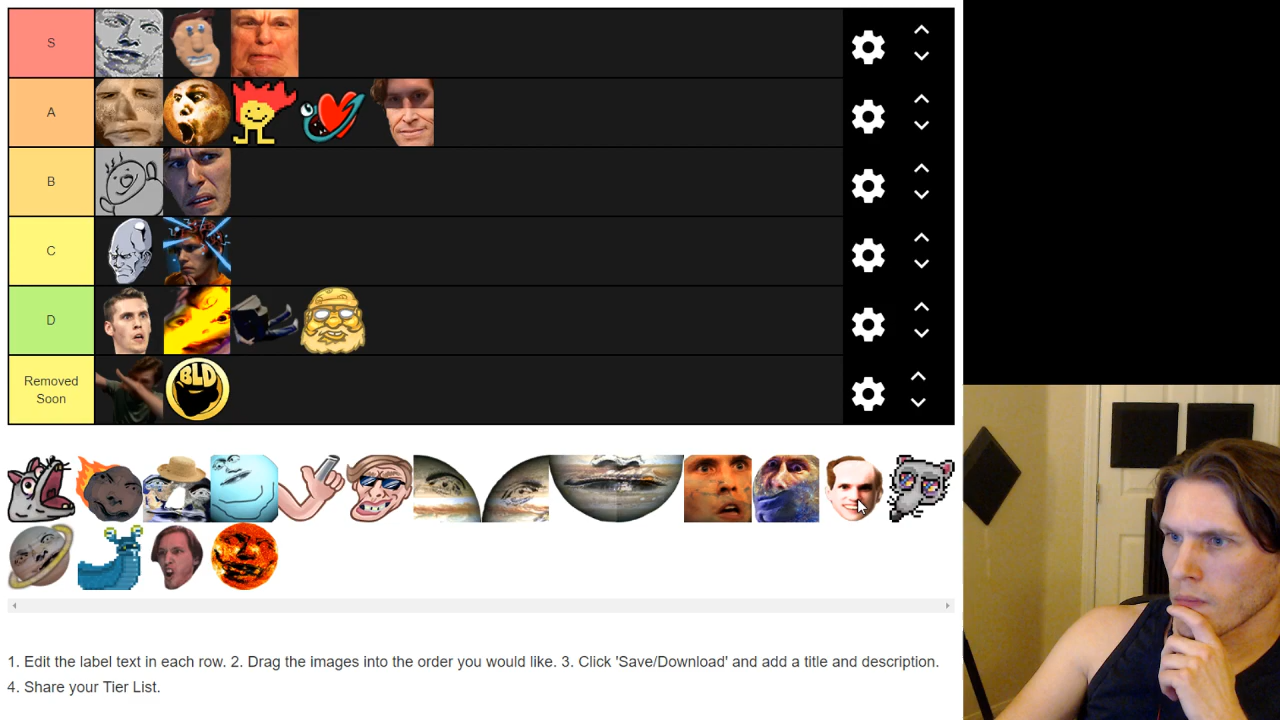 S
A
B
C
D
Removed
Soon
BLD
1. Edit the label text in each row. 2. Drag the images into the order you would like. 3. Click 'Save/Download' and add a title and description.
4. Share your Tier List.